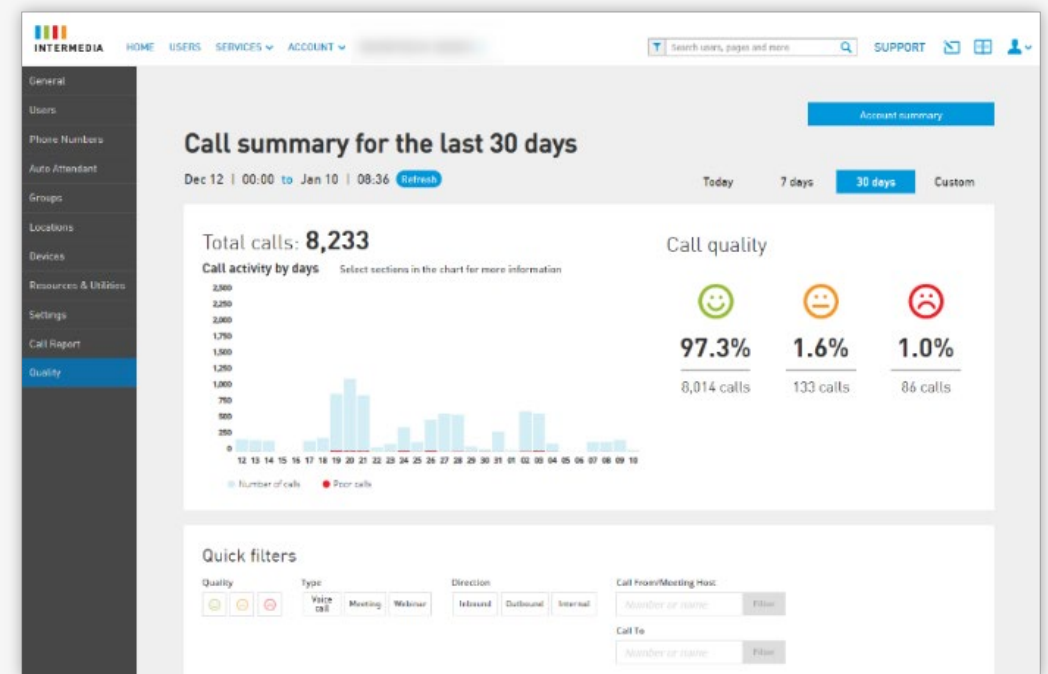 INTERMEDIA
HOME USERS SERVICES ACCOUNT
Search users, pages and more
SUPPORT
General
Users
Phone Numbers
Auto Attendant
Groups
Locations
Devices
Resources & Utilities
Settings
Call Report
Quality
Account summary
Call summary for the last 30 days
Dec 12 | 00:00 to Jan 10 | 08:36 Refresh
Today 7 days 30 days Custom
Total calls: 8,233
Call activity by days Select sections in the chart for more information
2,500
2,250
2,000
1,750
1,500
1,250
1,000
750
500
250
0
12 13 14 15 16 17 18 19 20 21 22 23 24 25 26 27 28 29 30 31 01 02 03 04 05 06 07 08 09 10
Number of calls Poor calls
Call quality
97.3% 1.6% 1.0%
8,014 calls 133 calls 86 calls
Quick filters
Quality Type Direction Call From/Meeting Host
Voice call Meeting Webinar Inbound Outbound Internal Number or name Filter
Call To
Number or name Filter